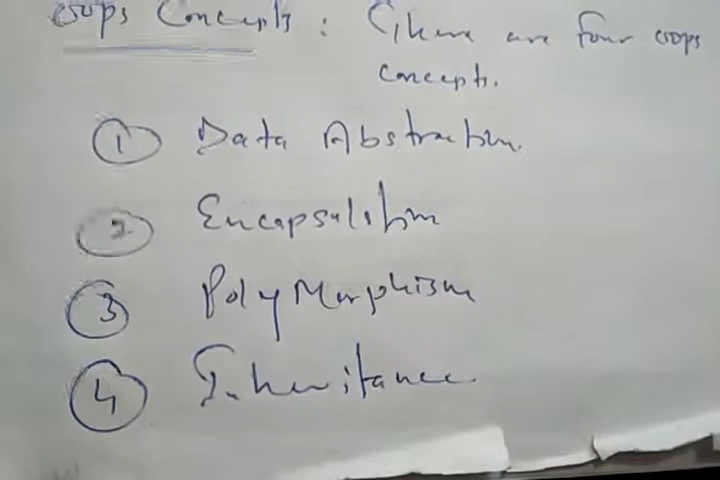 oops Concepts : There are four oops
concepts.
1 Data Abstraction.
2 Encapsulation
3 PolyMorphism
4 Inheritance.